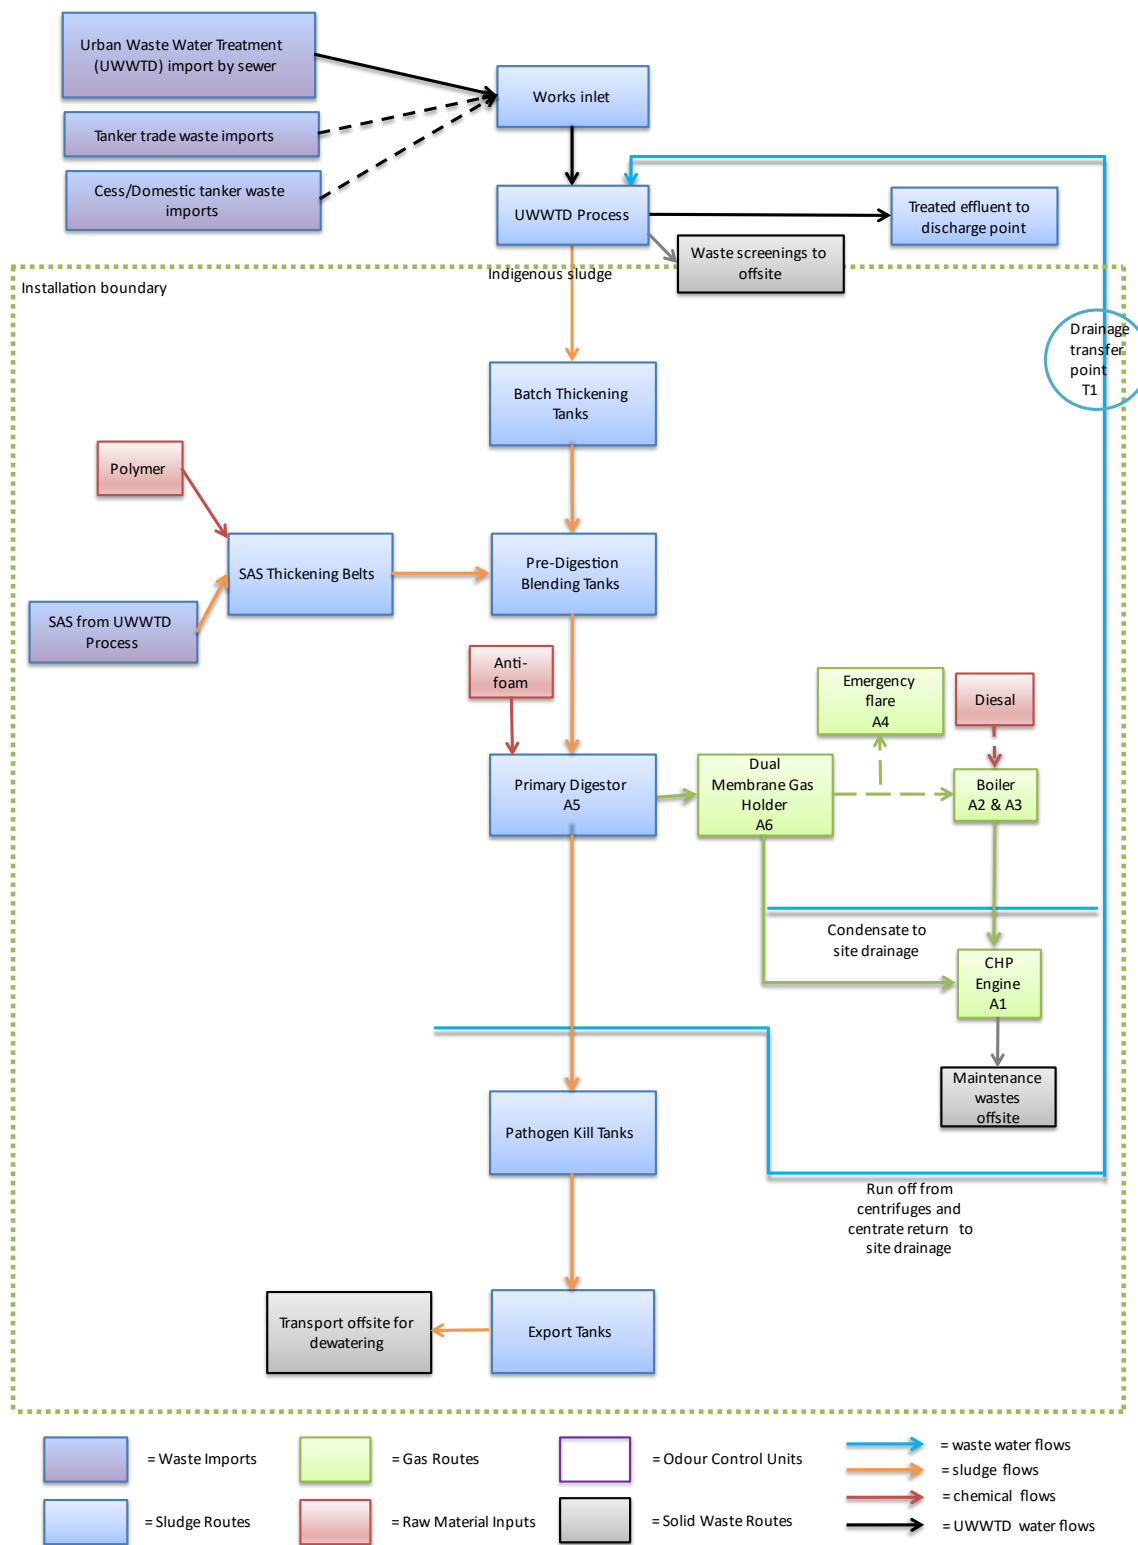 Urban Waste Water Treatment
(UWWTD) import by sewer
Works inlet
Tanker trade waste imports
Cess/Domestic tanker waste
imports
UWWTD Process
Treated effluent to
discharge point
Waste screenings to
offsite
Indigenous sludge
Installation boundary
Drainage
transfer
point
T1
Batch Thickening
Tanks
Polymer
SAS Thickening Belts
Pre-Digestion
Blending Tanks
SAS from UWWTD
Process
Anti-
foam
Emergency
flare
A4
Diesal
Primary Digestor
A5
Dual
Membrane Gas
Holder
A6
Boiler
A2 & A3
Condensate to
site drainage
CHP
Engine
A1
Maintenance
wastes
offsite
Pathogen Kill Tanks
Run off from
centrifuges and
centrate return to
site drainage
Transport offsite for
dewatering
Export Tanks
= Waste Imports
= Gas Routes
= Odour Control Units
= waste water flows
= sludge flows
= chemical flows
= UWWTD water flows
= Sludge Routes
= Raw Material Inputs
= Solid Waste Routes